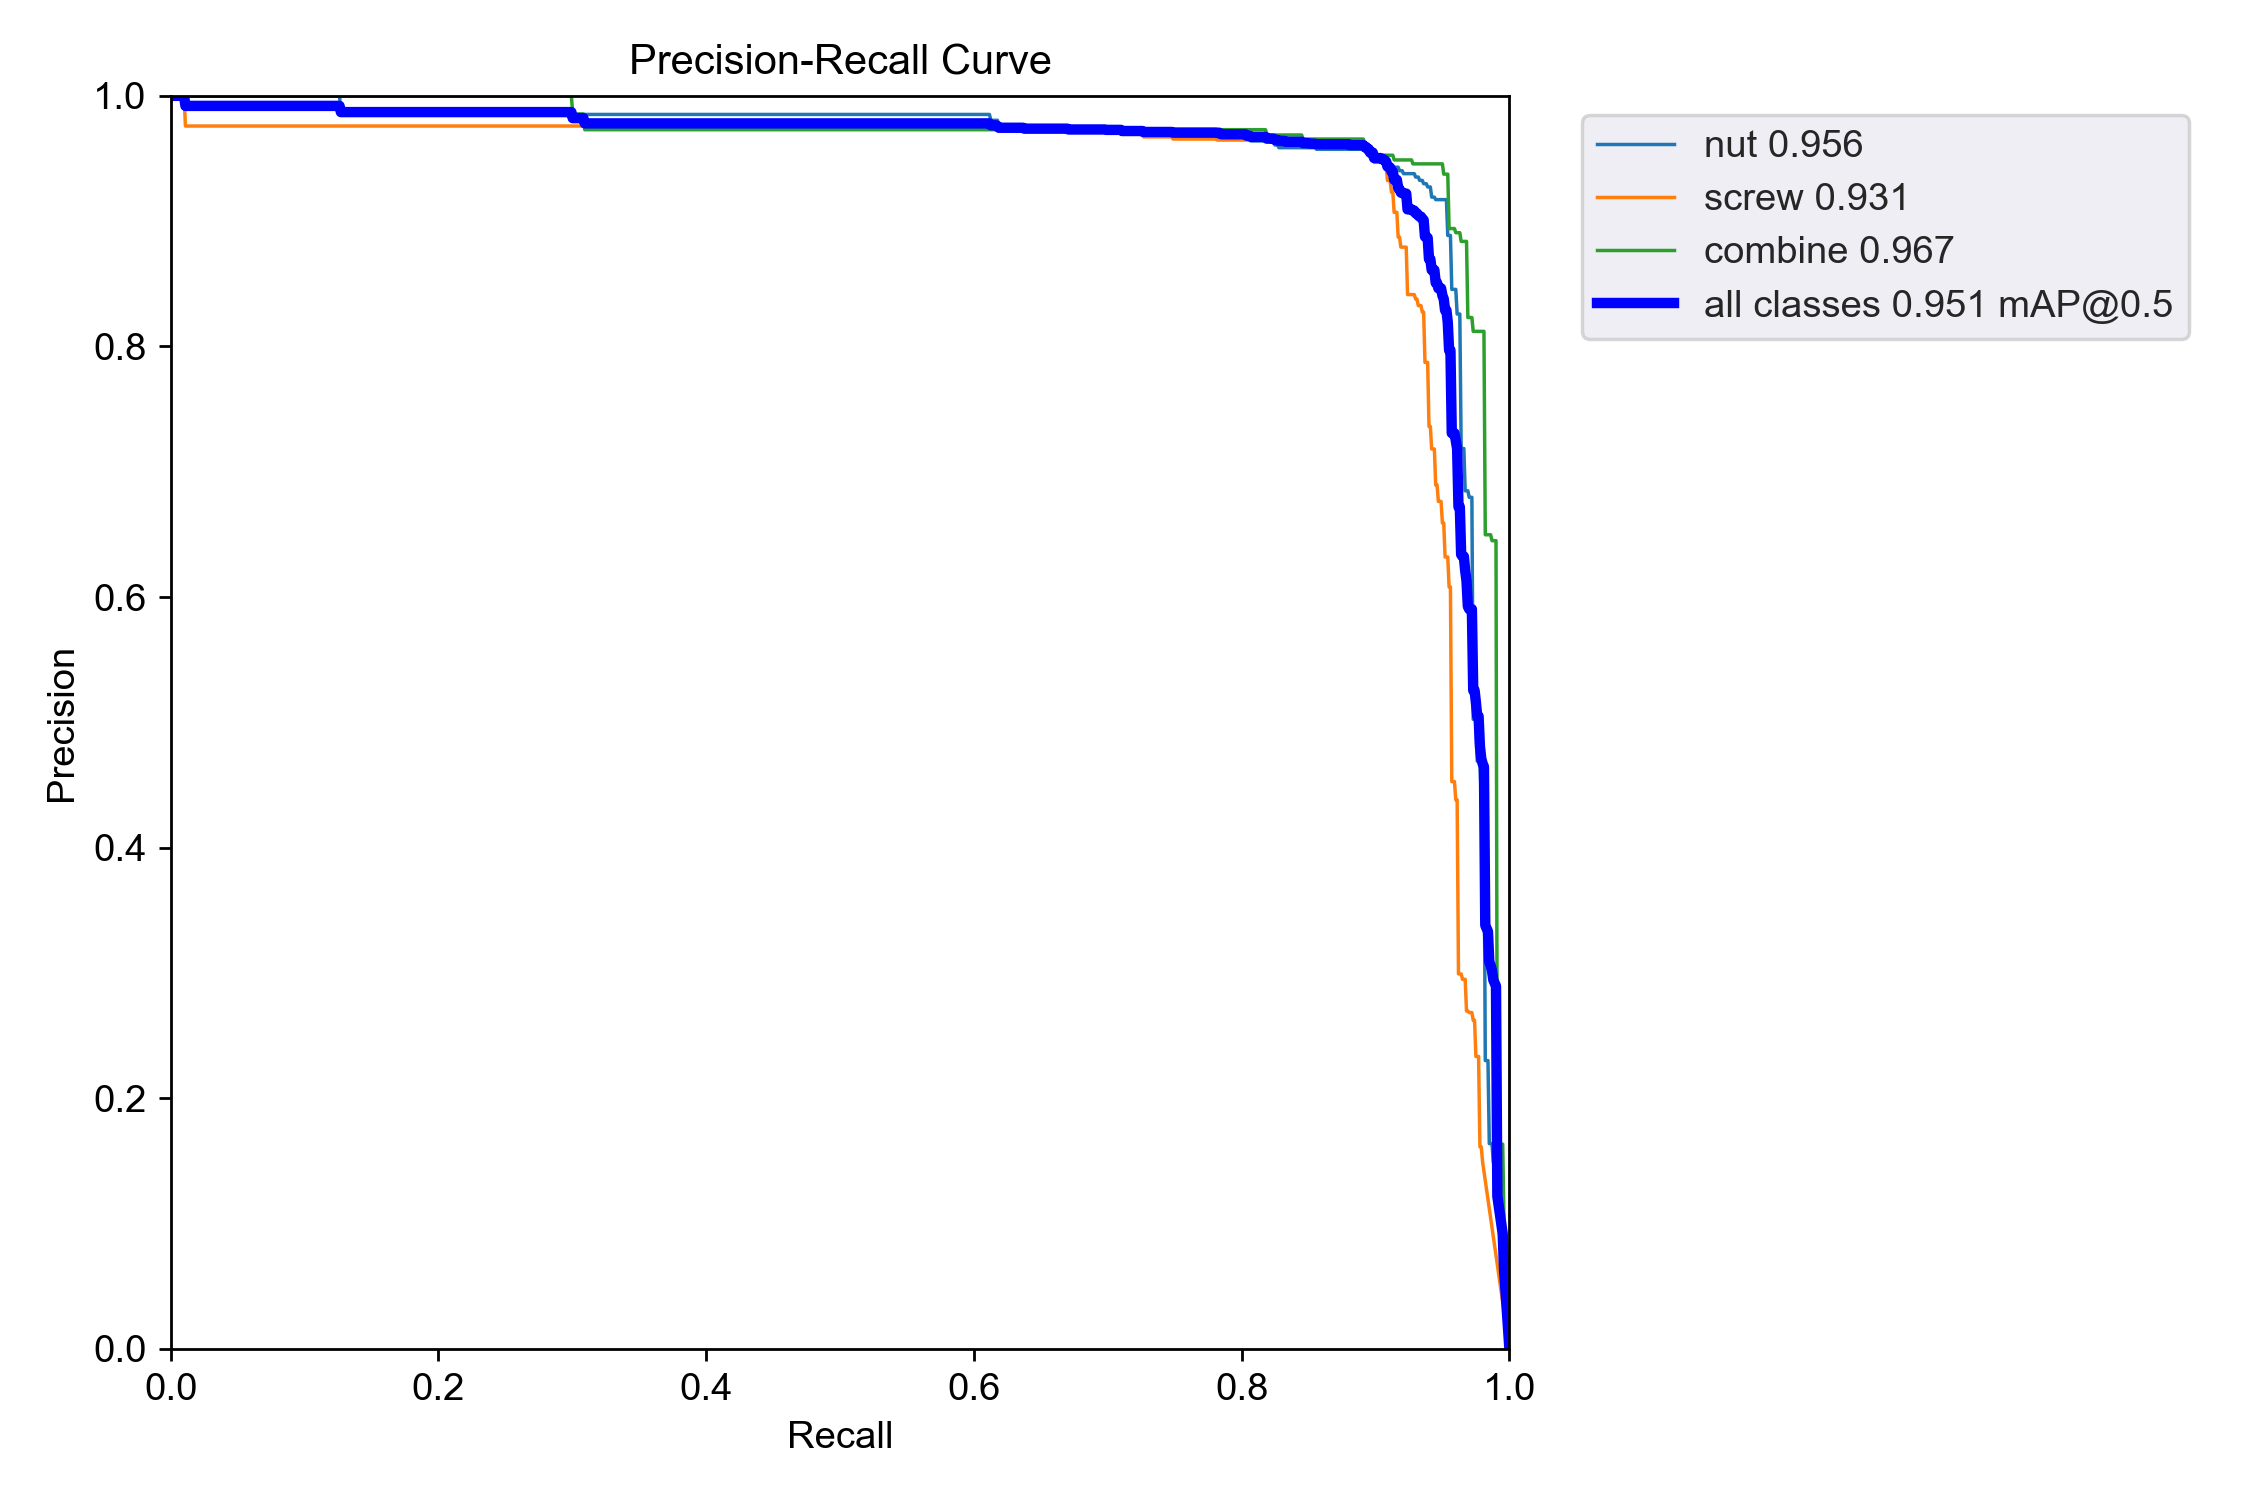 Precision-Recall Curve
1.0
0.8
0.6
0.4
0.2
0.0
Precision
0.0 0.2 0.4 0.6 0.8 1.0
Recall
nut 0.956
screw 0.931
combine 0.967
all classes 0.951 mAP@0.5